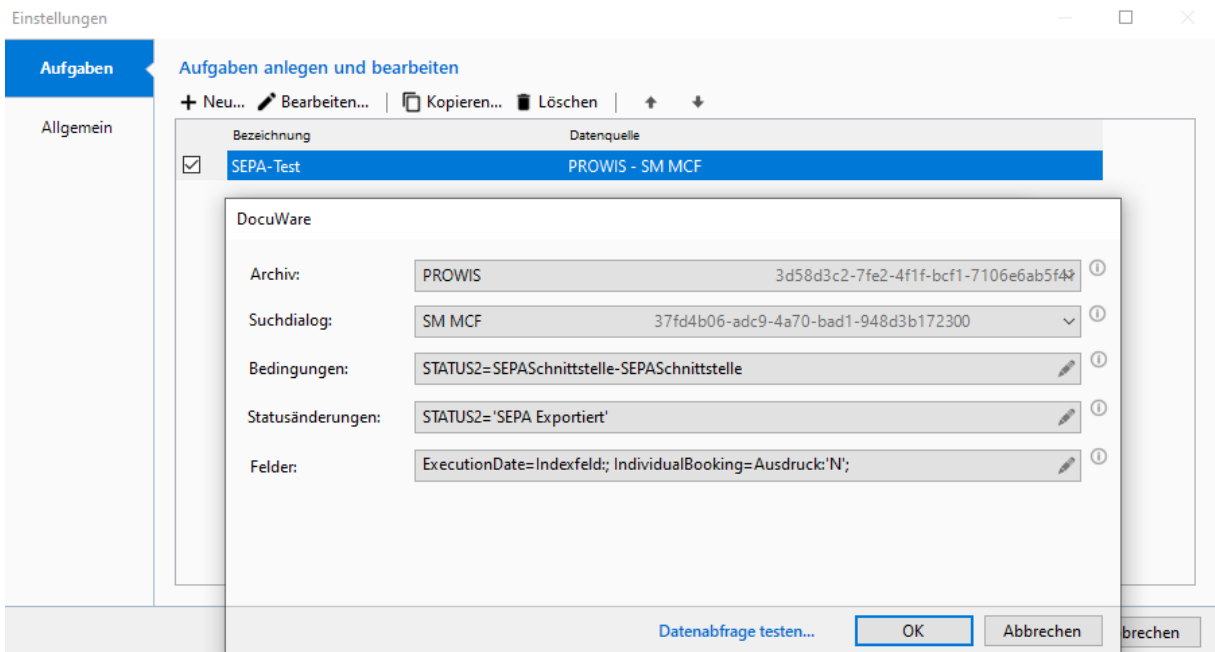 Einstellungen
Aufgaben
Allgemein
Aufgaben anlegen und bearbeiten
Neu... Bearbeiten... Kopieren... Löschen
Bezeichnung Datenquelle
SEPA-Test PROWIS - SM MCF
DocuWare
Archiv: PROWIS 3d58d3c2-7fe2-4f1f-bcf1-7106e6ab5f
Suchdialog: SM MCF 37fd4b06-adc9-4a70-bad1-948d3b172300
Bedingungen: STATUS2=SEPASchnittstelle-SEPASchnittstelle
Statusänderungen: STATUS2='SEPA Exportiert'
Felder: ExecutionDate=Indexfeld:; IndividualBooking=Ausdruck:'N';
Datenabfrage testen... OK Abbrechen brechen